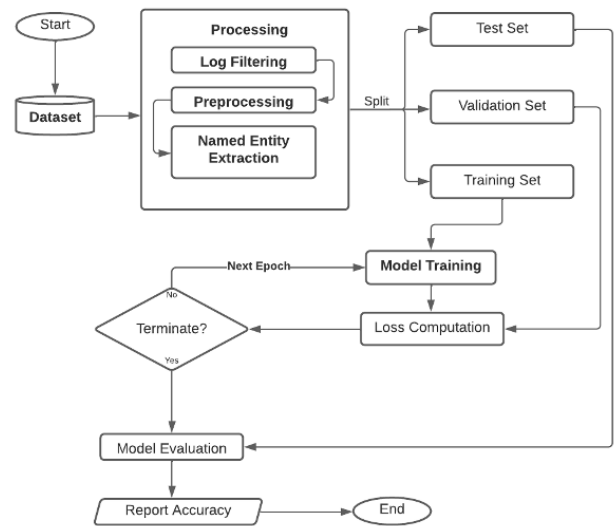 Start
Dataset
Processing
Log Filtering
Preprocessing
Named Entity
Extraction
Split
Test Set
Validation Set
Training Set
Model Training
Next Epoch
No
Loss Computation
Terminate?
Yes
Model Evaluation
Report Accuracy
End